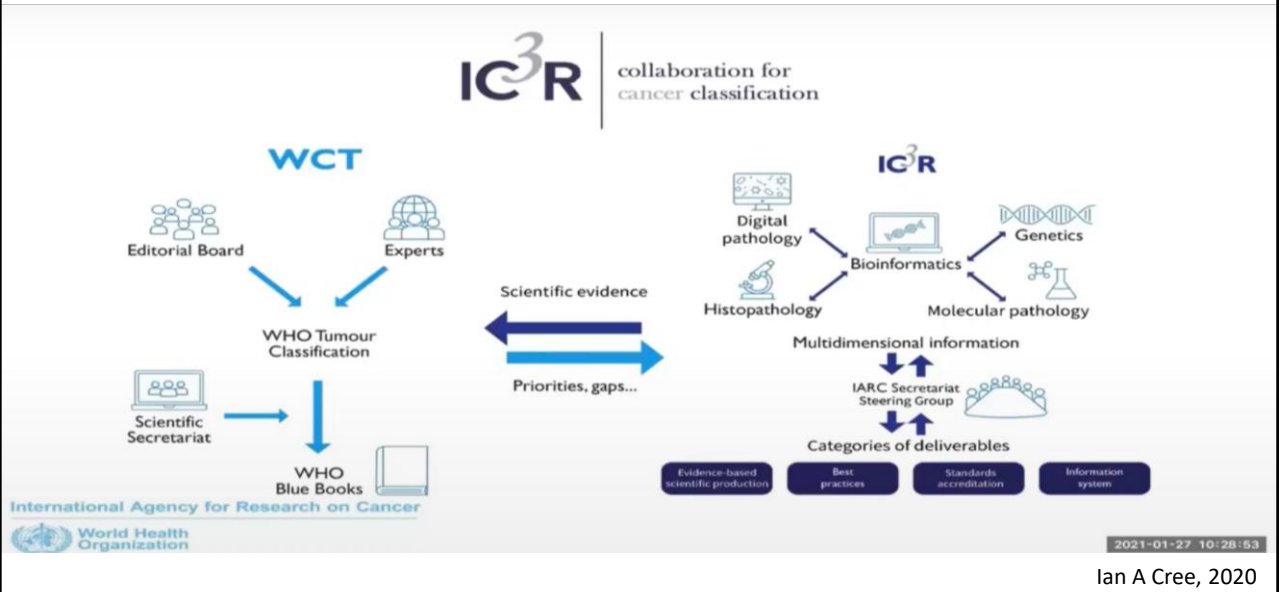 IC3R
collaboration for
cancer classification
WCT
Editorial Board
Experts
WHO Tumour
Classification
Scientific
Secretariat
WHO
Blue Books
Scientific evidence
Priorities, gaps...
IC3R
Digital
pathology
Bioinformatics
Genetics
Histopathology
Molecular pathology
Multidimensional information
IARC Secretariat
Steering Group
Categories of deliverables
Evidence-based
scientific production
Best
practices
Standards
accreditation
Information
system
International Agency for Research on Cancer
World Health
Organization
2021-01-27 10:28:53
Ian A Cree, 2020